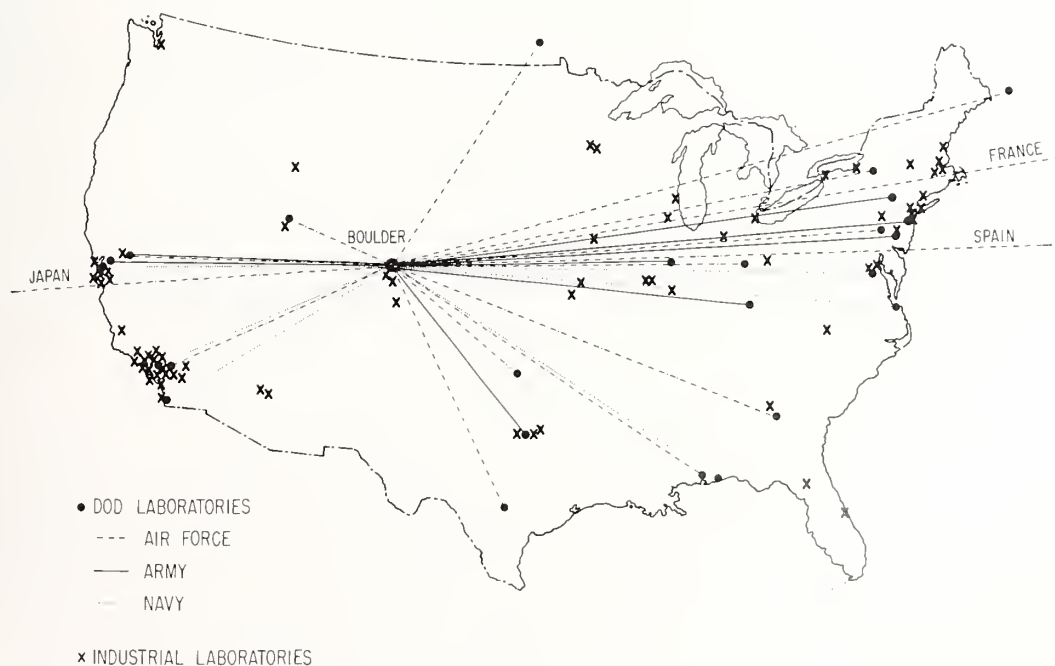 FRANCE
BOULDER
SPAIN
JAPAN
● DOD LABORATORIES
--- AIR FORCE
— ARMY
NAVY
x INDUSTRIAL LABORATORIES